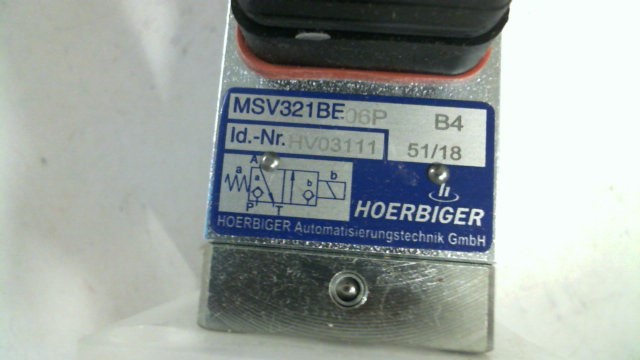 MSV321BE06P B4
Id.-Nr. HV03111 51/18
A
a a b b
P T
HOERBIGER
HOERBIGER Automatisierungstechnik GmbH